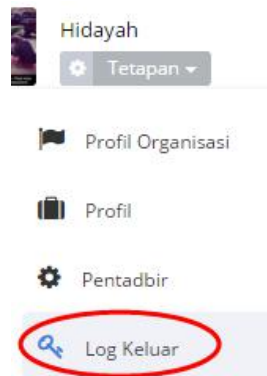 Hidayah
Tetapan
Profil Organisasi
Profil
Pentadbir
Log Keluar